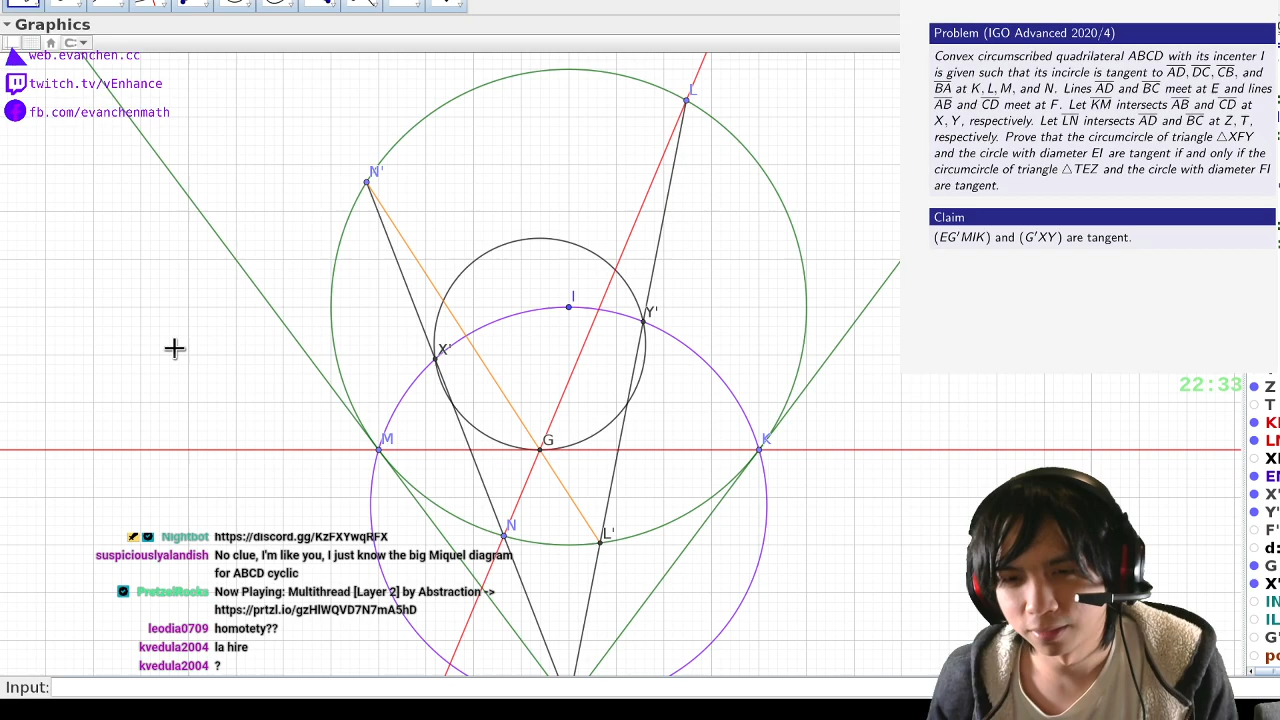 Graphics
web.evanchen.cc
twitch.tv/vEnhance
fb.com/evanchenmath
L
N'
I
Y'
X'
M
G
K
N
L'
Nightbot https://discord.gg/KzFXYwqRFX
suspiciouslyalandish No clue, I'm like you, I just know the big Miquel diagram
for ABCD cyclic
PretzelRocks Now Playing: Multithread [Layer 2] by Abstraction ->
https://prtzl.io/gzHlWQVD7N7mA5hD
leodia0709 homotety??
kvedula2004 la hire
kvedula2004 ?
Input:
Problem (IGO Advanced 2020/4)
Convex circumscribed quadrilateral ABCD with its incenter I
is given such that its incircle is tangent to AD, DC, CB, and
BA at K, L, M, and N. Lines AD and BC meet at E and lines
AB and CD meet at F. Let KM intersects AB and CD at
X, Y, respectively. Let LN intersects AD and BC at Z, T,
respectively. Prove that the circumcircle of triangle △XFY
and the circle with diameter EI are tangent if and only if the
circumcircle of triangle △TEZ and the circle with diameter FI
are tangent.
Claim
(EG'MIK) and (G'XY) are tangent.
22:33
Z
T
X'
Y'
F'
d:
G
X'
G'